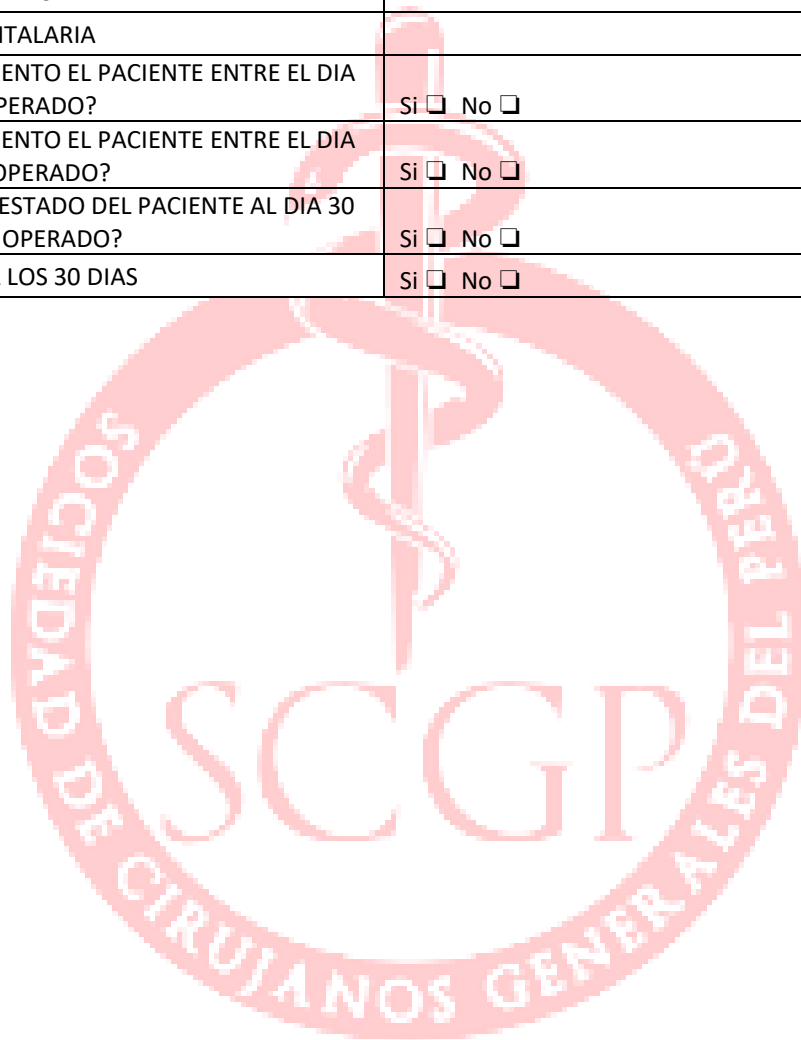 ITALARIA
ENTO EL PACIENTE ENTRE EL DIA
PERADO? Si ❏ No ❏
ENTO EL PACIENTE ENTRE EL DIA
OPERADO? Si ❏ No ❏
ESTADO DEL PACIENTE AL DIA 30
OPERADO? Si ❏ No ❏
LOS 30 DIAS Si ❏ No ❏
SOCIEDAD DE CIRUJANOS GENERALES DEL PERÚ
SCGP